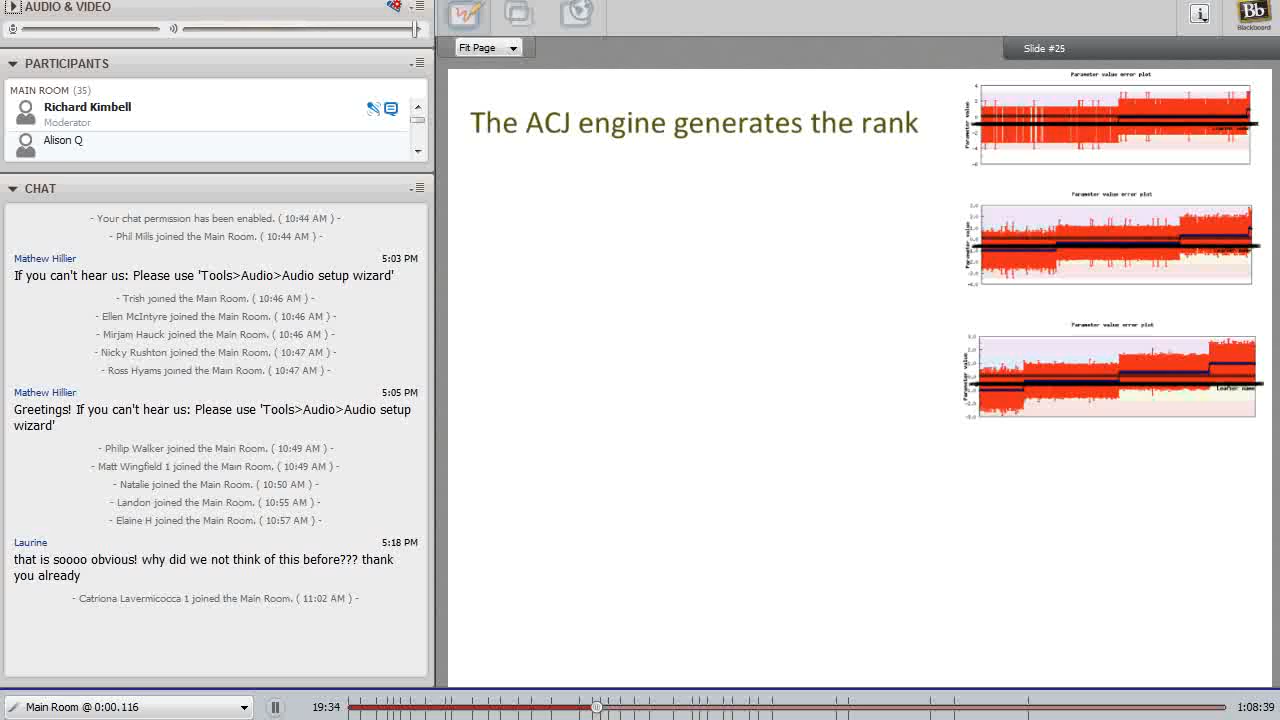 AUDIO & VIDEO
PARTICIPANTS
MAIN ROOM (35)
Richard Kimbell
Moderator
Alison Q
CHAT
- Your chat permission has been enabled. ( 10:44 AM ) -
- Phil Mills joined the Main Room. ( 10:46 AM ) -
Mathew Hillier 5:03 PM
If you can't hear us: Please use 'Tools>Audio>Audio setup wizard'
- Trish joined the Main Room. ( 10:46 AM ) -
- Ellen McIntyre joined the Main Room. ( 10:46 AM ) -
- Mirjam Hauck joined the Main Room. ( 10:46 AM ) -
- Nicky Rushton joined the Main Room. ( 10:47 AM ) -
- Ross Hyams joined the Main Room. ( 10:47 AM ) -
Mathew Hillier 5:05 PM
Greetings! If you can't hear us: Please use 'Tools>Audio>Audio setup
wizard'
- Philip Walker joined the Main Room. ( 10:49 AM ) -
- Matt Wingfield 1 joined the Main Room. ( 10:49 AM ) -
- Natalie joined the Main Room. ( 10:50 AM ) -
- Landon joined the Main Room. ( 10:55 AM ) -
- Elaine H joined the Main Room. ( 10:57 AM ) -
Laurine 5:18 PM
that is soooo obvious! why did we not think of this before??? thank
you already
- Catriona Lavermicocca 1 joined the Main Room. ( 11:02 AM ) -
Main Room @ 0:00.116
19:34
1:08:39
Bb
Blackboard
Fit Page
Slide #25
The ACJ engine generates the rank
Parameter value error plot
Parameter value
Parameter value error plot
Parameter value
Parameter value error plot
Parameter value
Learner name